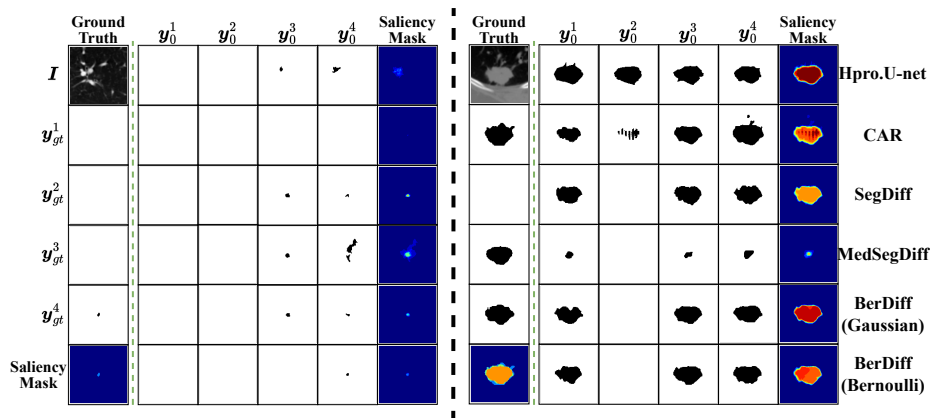 Ground Truth y_0^1 y_0^2 y_0^3 y_0^4 Saliency Mask
Ground Truth y_0^1 y_0^2 y_0^3 y_0^4 Saliency Mask
I
Hpro.U-net
y_gt^1
CAR
y_gt^2
SegDiff
y_gt^3
MedSegDiff
y_gt^4
BerDiff
(Gaussian)
Saliency
Mask
BerDiff
(Bernoulli)